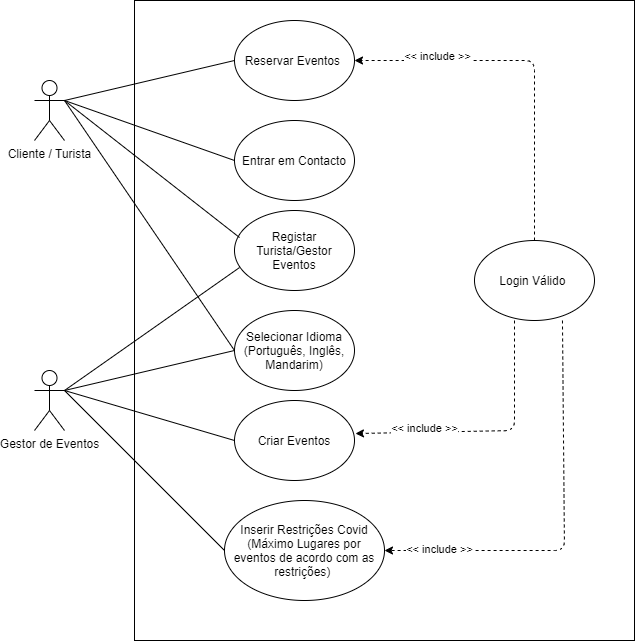 Reservar Eventos
<< include >>
Cliente / Turista
Entrar em Contacto
Registar
Turista/Gestor
Eventos
Login Válido
Selecionar Idioma
(Português, Inglês,
Mandarim)
Gestor de Eventos
Criar Eventos
<< include >>
Inserir Restrições Covid
(Máximo Lugares por
eventos de acordo com as
restrições)
<< include >>